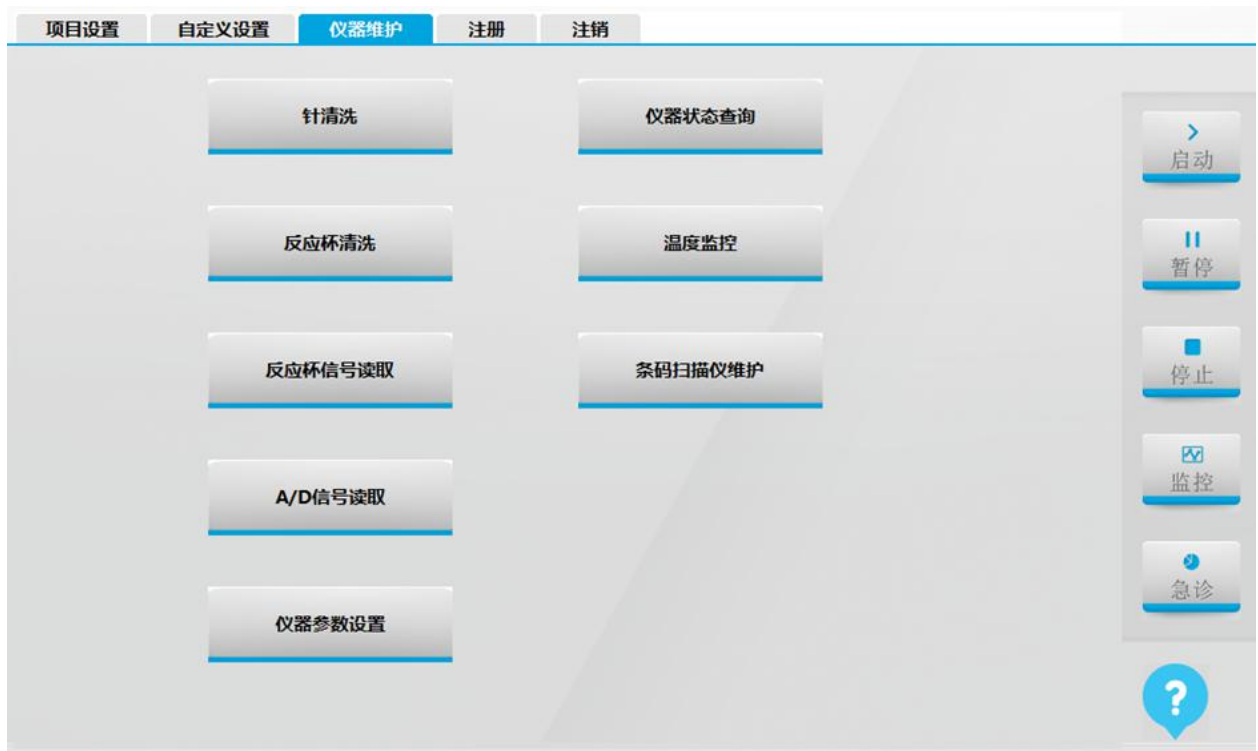 项目设置 自定义设置 仪器维护 注册 注销
针清洗 仪器状态查询
反应杯清洗 温度监控
反应杯信号读取 条码扫描仪维护
A/D信号读取
仪器参数设置
启动
暂停
停止
监控
急诊
?